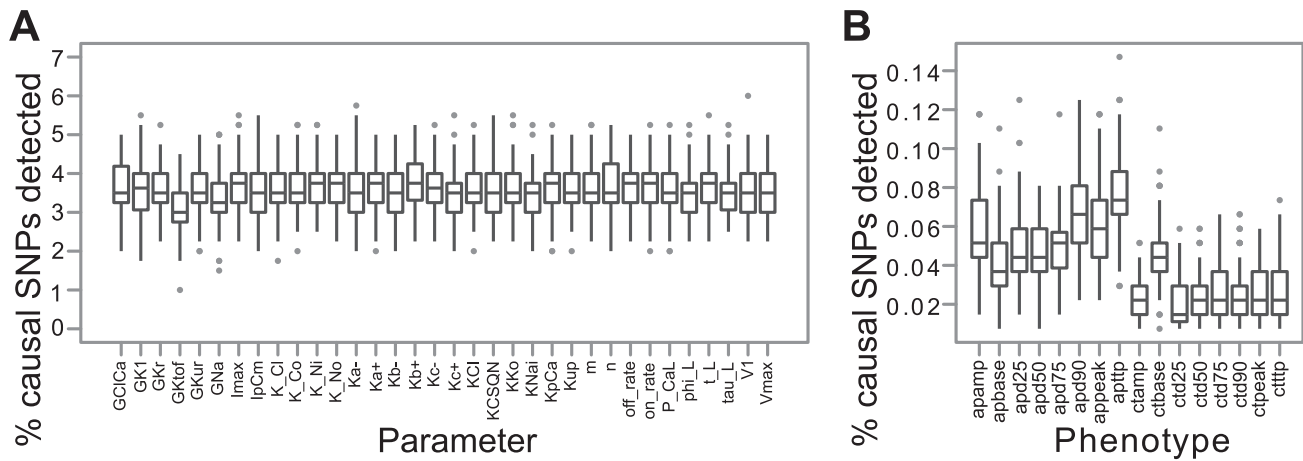 A
% causal SNPs detected
7
6
5
4
3
2
1
0
GClCa
GK1
GKr
GKtof
GKur
GNa
Imax
IpCm
K_Cl
K_Co
K_Ni
K_No
Ka-
Ka+
Kb-
Kb+
Kc-
Kc+
KCl
KCSQN
KKo
KNai
KpCa
Kup
m
n
off_rate
on_rate
P_CaL
phi_L
t_L
tau_L
V1
Vmax
Parameter
B
% causal SNPs detected
0.14
0.12
0.10
0.08
0.06
0.04
0.02
apamp
apbase
apd25
apd50
apd75
apd90
appeak
apttp
ctamp
ctbase
ctd25
ctd50
ctd75
ctd90
ctpeak
ctttp
Phenotype